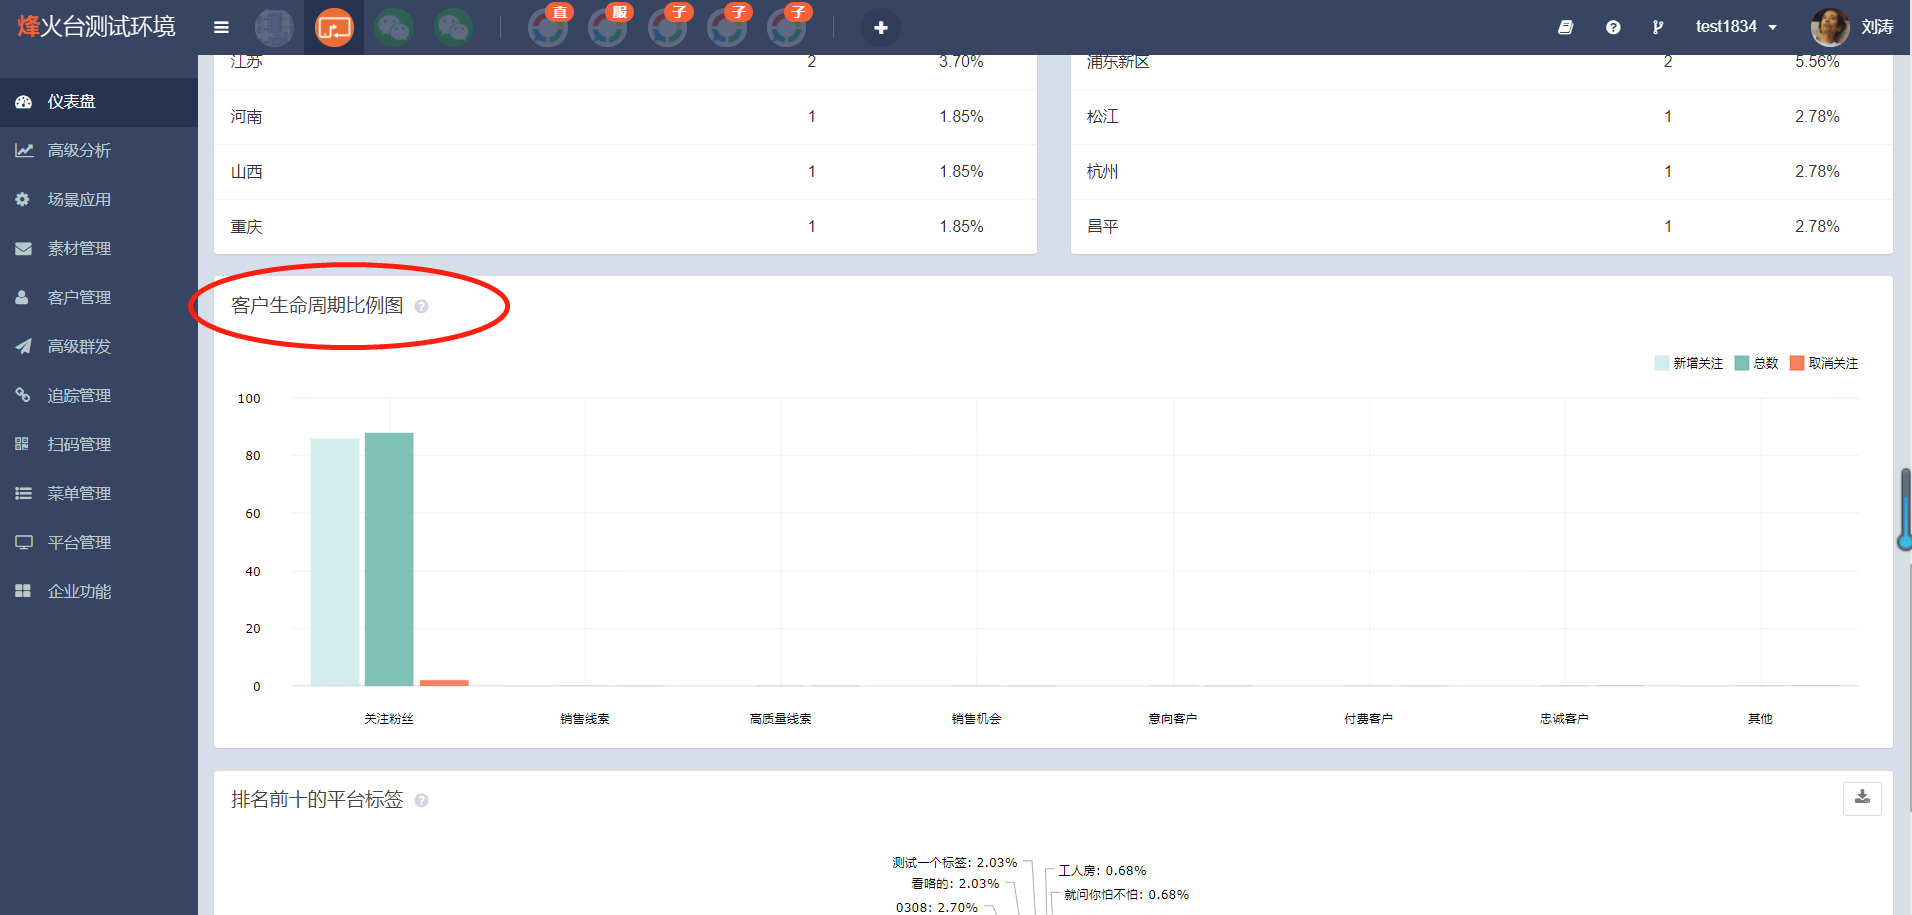 烽火台测试环境
直
服
子
子
子
test1834
刘涛
仪表盘
高级分析
场景应用
素材管理
客户管理
高级群发
追踪管理
扫码管理
菜单管理
平台管理
企业功能
江苏 2 3.70%
河南 1 1.85%
山西 1 1.85%
重庆 1 1.85%
浦东新区 2 5.56%
松江 1 2.78%
杭州 1 2.78%
昌平 1 2.78%
客户生命周期比例图
新增关注 总数 取消关注
100
80
60
40
20
0
关注粉丝 销售线索 高质量线索 销售机会 意向客户 付费客户 忠诚客户 其他
排名前十的平台标签
测试一个标签: 2.03%
看咯的: 2.03%
0308: 2.70%
工人房: 0.68%
就问你怕不怕: 0.68%